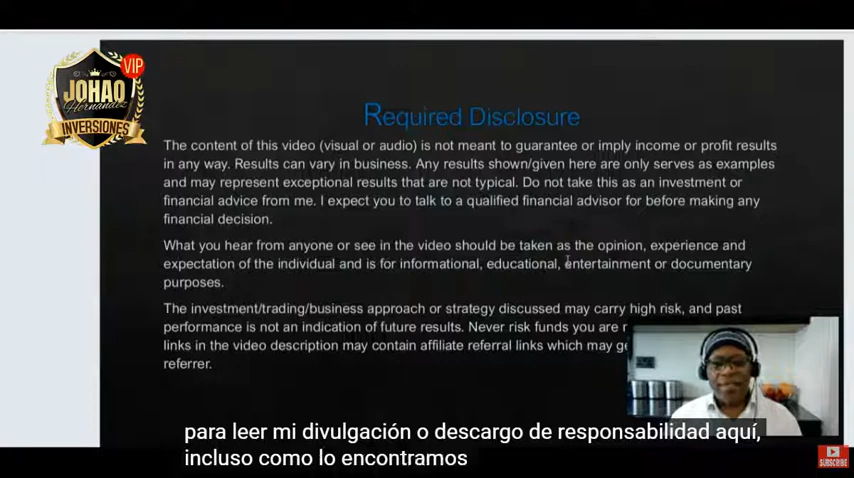 VIP
JOHAO
Hernandez
INVERSIONES
Required Disclosure
The content of this video (visual or audio) is not meant to guarantee or imply income or profit results
in any way. Results can vary in business. Any results shown/given here are only serves as examples
and may represent exceptional results that are not typical. Do not take this as an investment or
financial advice from me. I expect you to talk to a qualified financial advisor for before making any
financial decision.
What you hear from anyone or see in the video should be taken as the opinion, experience and
expectation of the individual and is for informational, educational, entertainment or documentary
purposes.
The investment/trading/business approach or strategy discussed may carry high risk, and past
performance is not an indication of future results. Never risk funds you are
links in the video description may contain affiliate referral links which may
referrer.
para leer mi divulgación o descargo de responsabilidad aquí,
incluso como lo encontramos
SUBSCRIBE